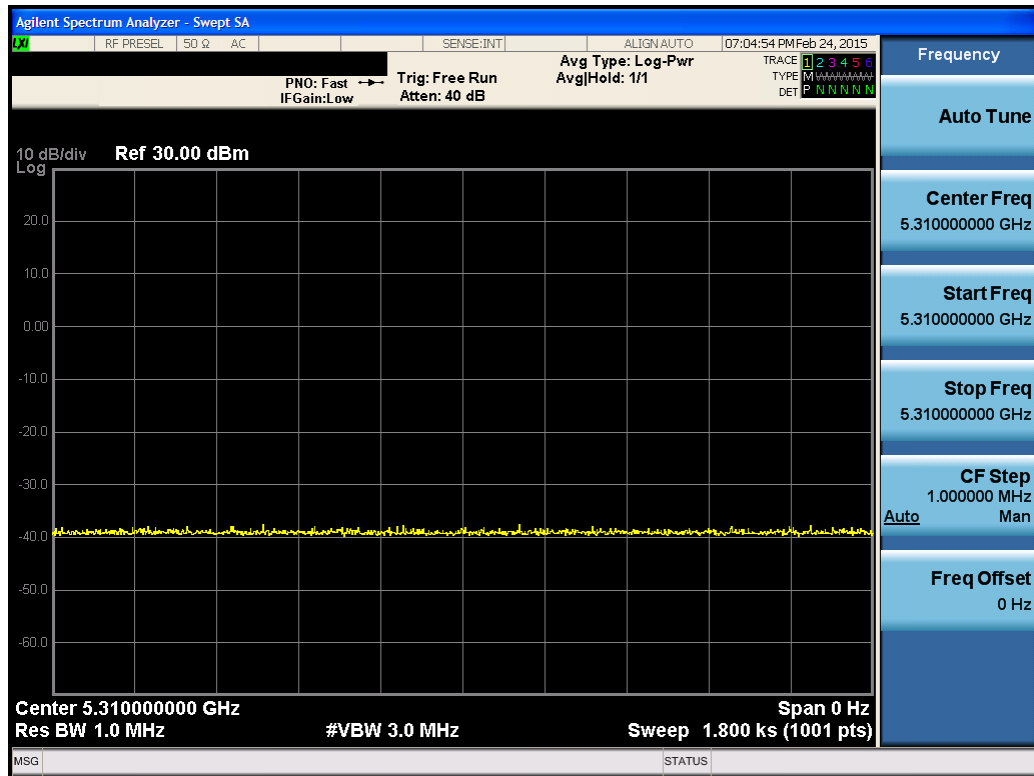 Agilent Spectrum Analyzer - Swept SA
LXI RF PRESEL 50 Ω AC SENSE:INT ALIGN AUTO 07:04:54 PM Feb 24, 2015
PNO: Fast Trig: Free Run Avg Type: Log-Pwr TRACE 1 2 3 4 5 6
IFGain:Low Atten: 40 dB Avg|Hold: 1/1 TYPE M WWWWW
DET P N N N N N
10 dB/div Ref 30.00 dBm
Log
20.0
10.0
0.00
-10.0
-20.0
-30.0
-40.0
-50.0
-60.0
Center 5.310000000 GHz Span 0 Hz
Res BW 1.0 MHz #VBW 3.0 MHz Sweep 1.800 ks (1001 pts)
MSG STATUS
Frequency
Auto Tune
Center Freq
5.310000000 GHz
Start Freq
5.310000000 GHz
Stop Freq
5.310000000 GHz
CF Step
1.000000 MHz
Auto Man
Freq Offset
0 Hz